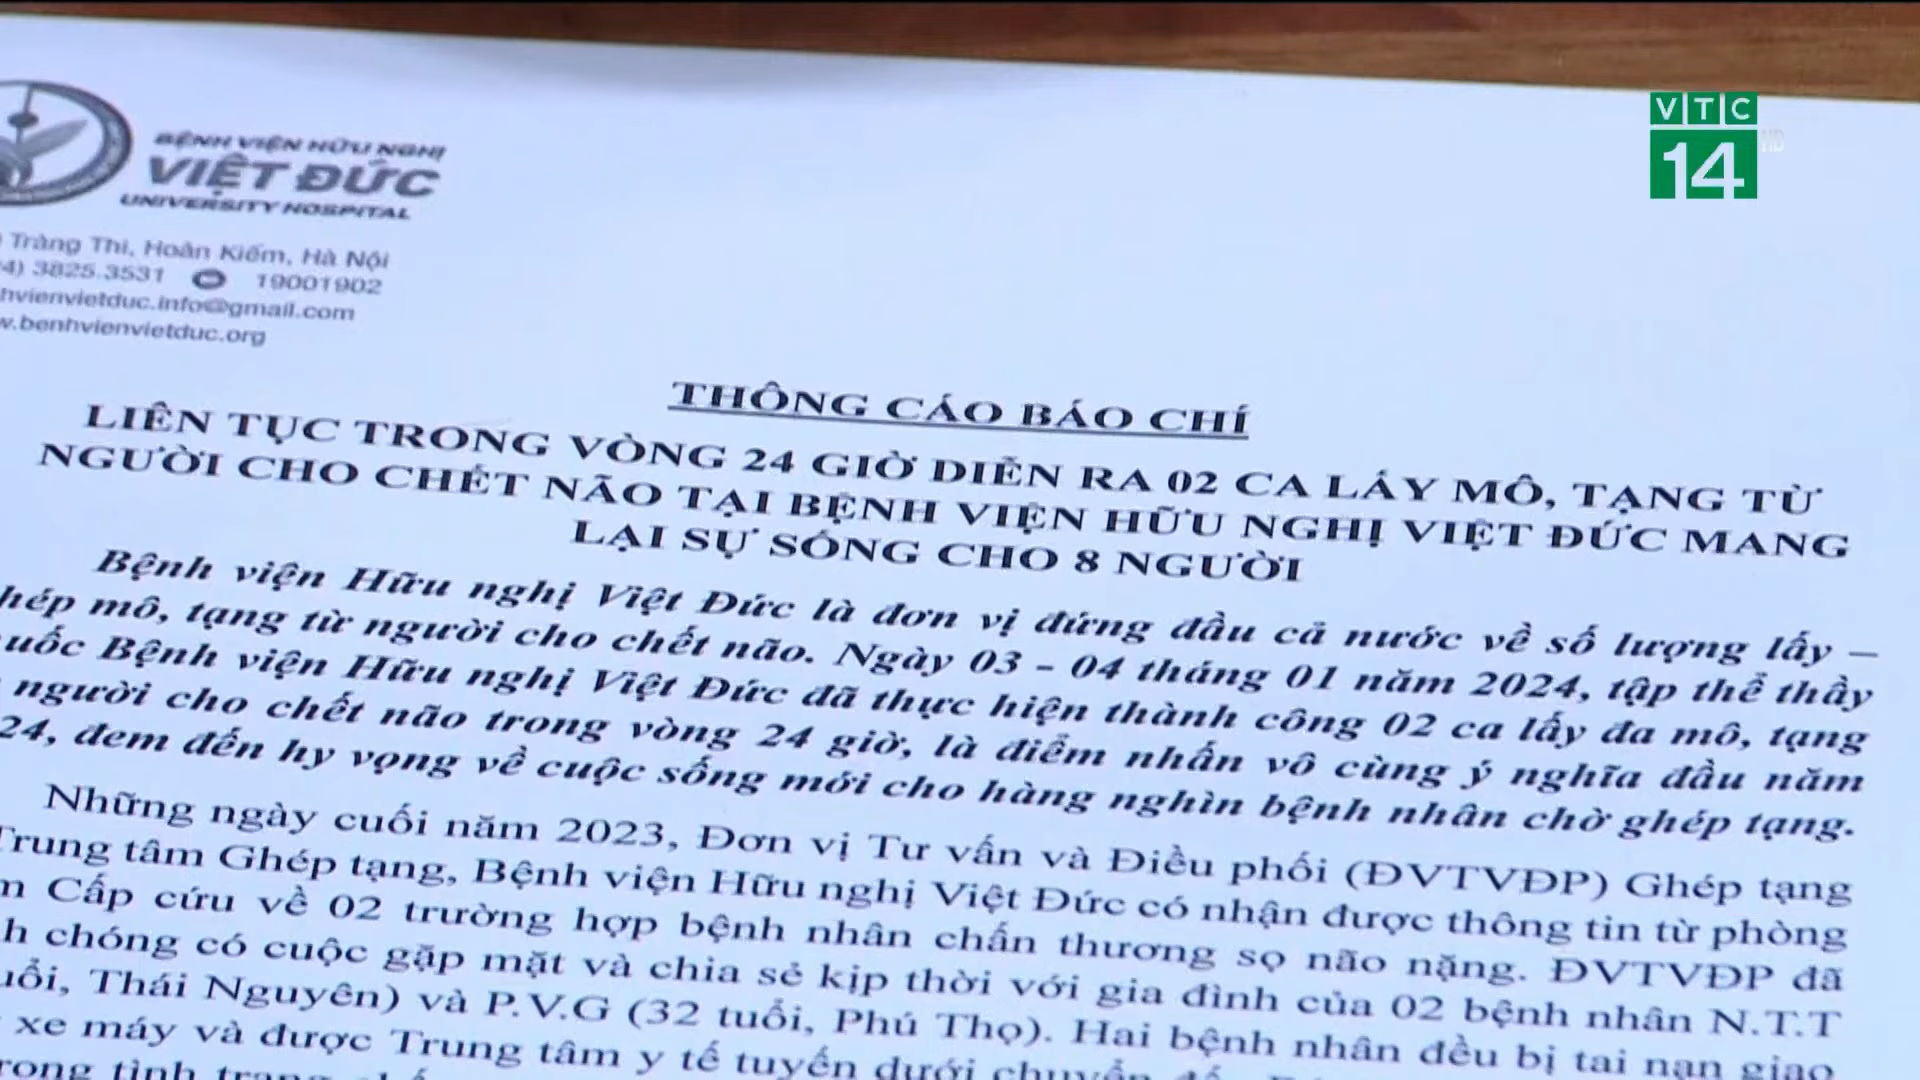 VTC
14
HD
BỆNH VIỆN HỮU NGHỊ
VIỆT ĐỨC
UNIVERSITY HOSPITAL
Tràng Thi, Hoàn Kiếm, Hà Nội
4) 3825.3531 19001902
hvienvietduc.info@gmail.com
w.benhvienvietduc.org
THÔNG CÁO BÁO CHÍ
LIÊN TỤC TRONG VÒNG 24 GIỜ DIỄN RA 02 CA LẤY MÔ, TẠNG TỪ
NGƯỜI CHO CHẾT NÃO TẠI BỆNH VIỆN HỮU NGHỊ VIỆT ĐỨC MANG
LẠI SỰ SỐNG CHO 8 NGƯỜI
Bệnh viện Hữu nghị Việt Đức là đơn vị đứng đầu cả nước về số lượng lấy –
hép mô, tạng từ người cho chết não. Ngày 03 - 04 tháng 01 năm 2024, tập thể thầy
uốc Bệnh viện Hữu nghị Việt Đức đã thực hiện thành công 02 ca lấy đa mô, tạng
người cho chết não trong vòng 24 giờ, là điểm nhấn vô cùng ý nghĩa đầu năm
24, đem đến hy vọng về cuộc sống mới cho hàng nghìn bệnh nhân chờ ghép tạng.
Những ngày cuối năm 2023, Đơn vị Tư vấn và Điều phối (ĐVTVĐP) Ghép tạng
Trung tâm Ghép tạng, Bệnh viện Hữu nghị Việt Đức có nhận được thông tin từ phòng
m Cấp cứu về 02 trường hợp bệnh nhân chấn thương sọ não nặng. ĐVTVĐP đã
h chóng có cuộc gặp mặt và chia sẻ kịp thời với gia đình của 02 bệnh nhân N.T.T
uổi, Thái Nguyên) và P.V.G (32 tuổi, Phú Thọ). Hai bệnh nhân đều bị tai nạn giao
xe máy và được Trung tâm y tế tuyến dưới chuyển
rong tình trạng